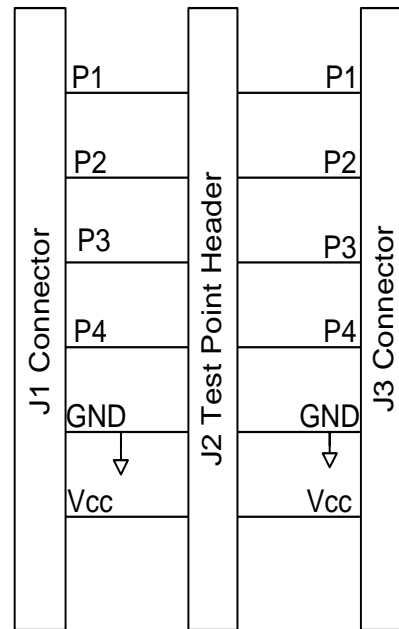 J1 Connector
P1
P2
P3
P4
GND
Vcc
J2 Test Point Header
P1
P2
P3
P4
GND
Vcc
J3 Connector